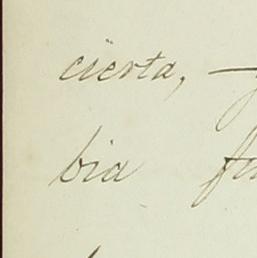 cierta, —
bia